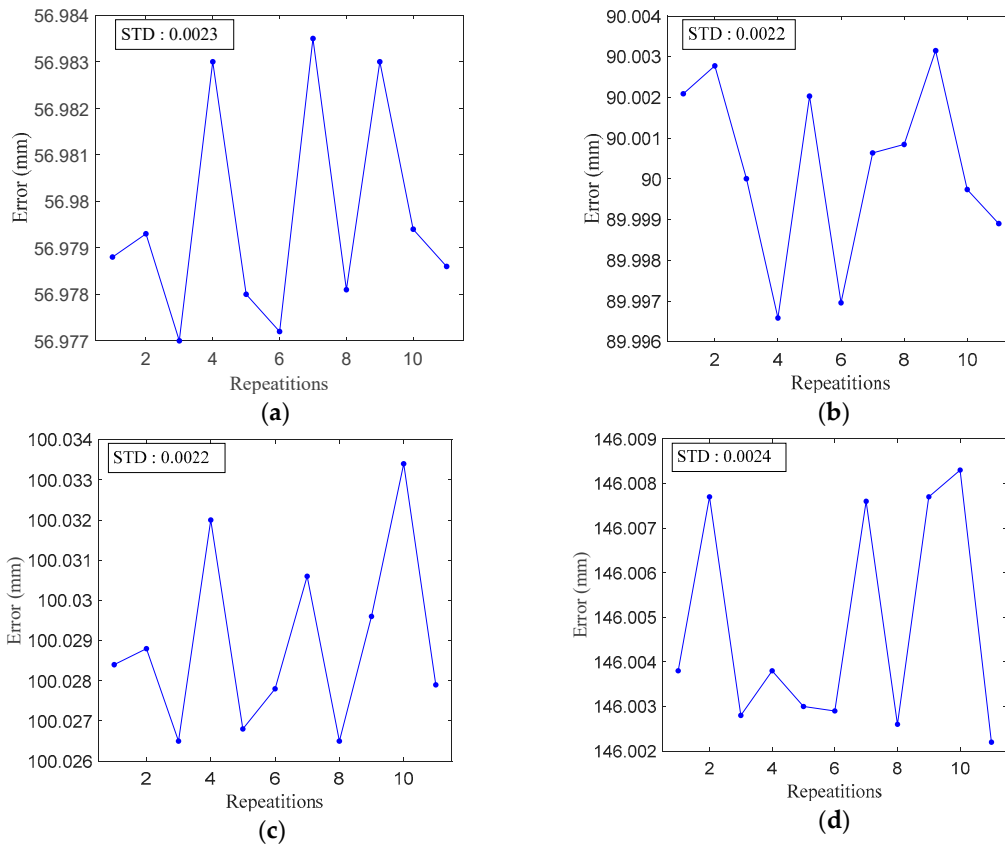 56.984
STD : 0.0023
56.983
56.982
56.981
56.98
56.979
56.978
56.977
Error (mm)
2 4 6 8 10
Repeatitions
(a)
90.004
STD : 0.0022
90.003
90.002
90.001
90
89.999
89.998
89.997
89.996
Error (mm)
2 4 6 8 10
Repeatitions
(b)
100.034
STD : 0.0022
100.033
100.032
100.031
100.03
100.029
100.028
100.027
100.026
Error (mm)
2 4 6 8 10
Repeatitions
(c)
146.009
STD : 0.0024
146.008
146.007
146.006
146.005
146.004
146.003
146.002
Error (mm)
2 4 6 8 10
Repeatitions
(d)